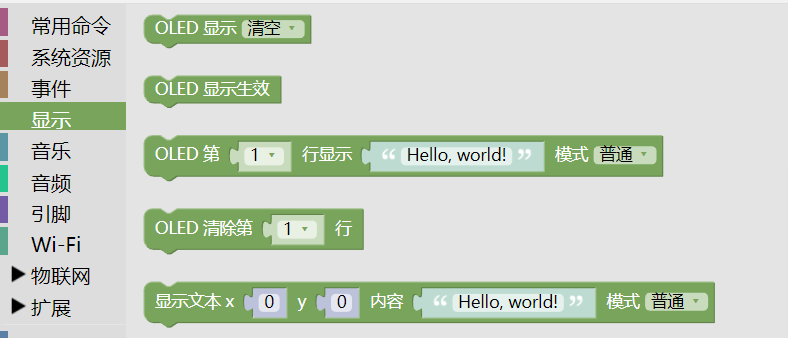 常用命令
系统资源
事件
显示
音乐
音频
引脚
Wi-Fi
物联网
扩展
OLED 显示 清空
OLED 显示生效
OLED 第 1 行显示 “ Hello, world! ” 模式 普通
OLED 清除第 1 行
显示文本 x 0 y 0 内容 “ Hello, world! ” 模式 普通